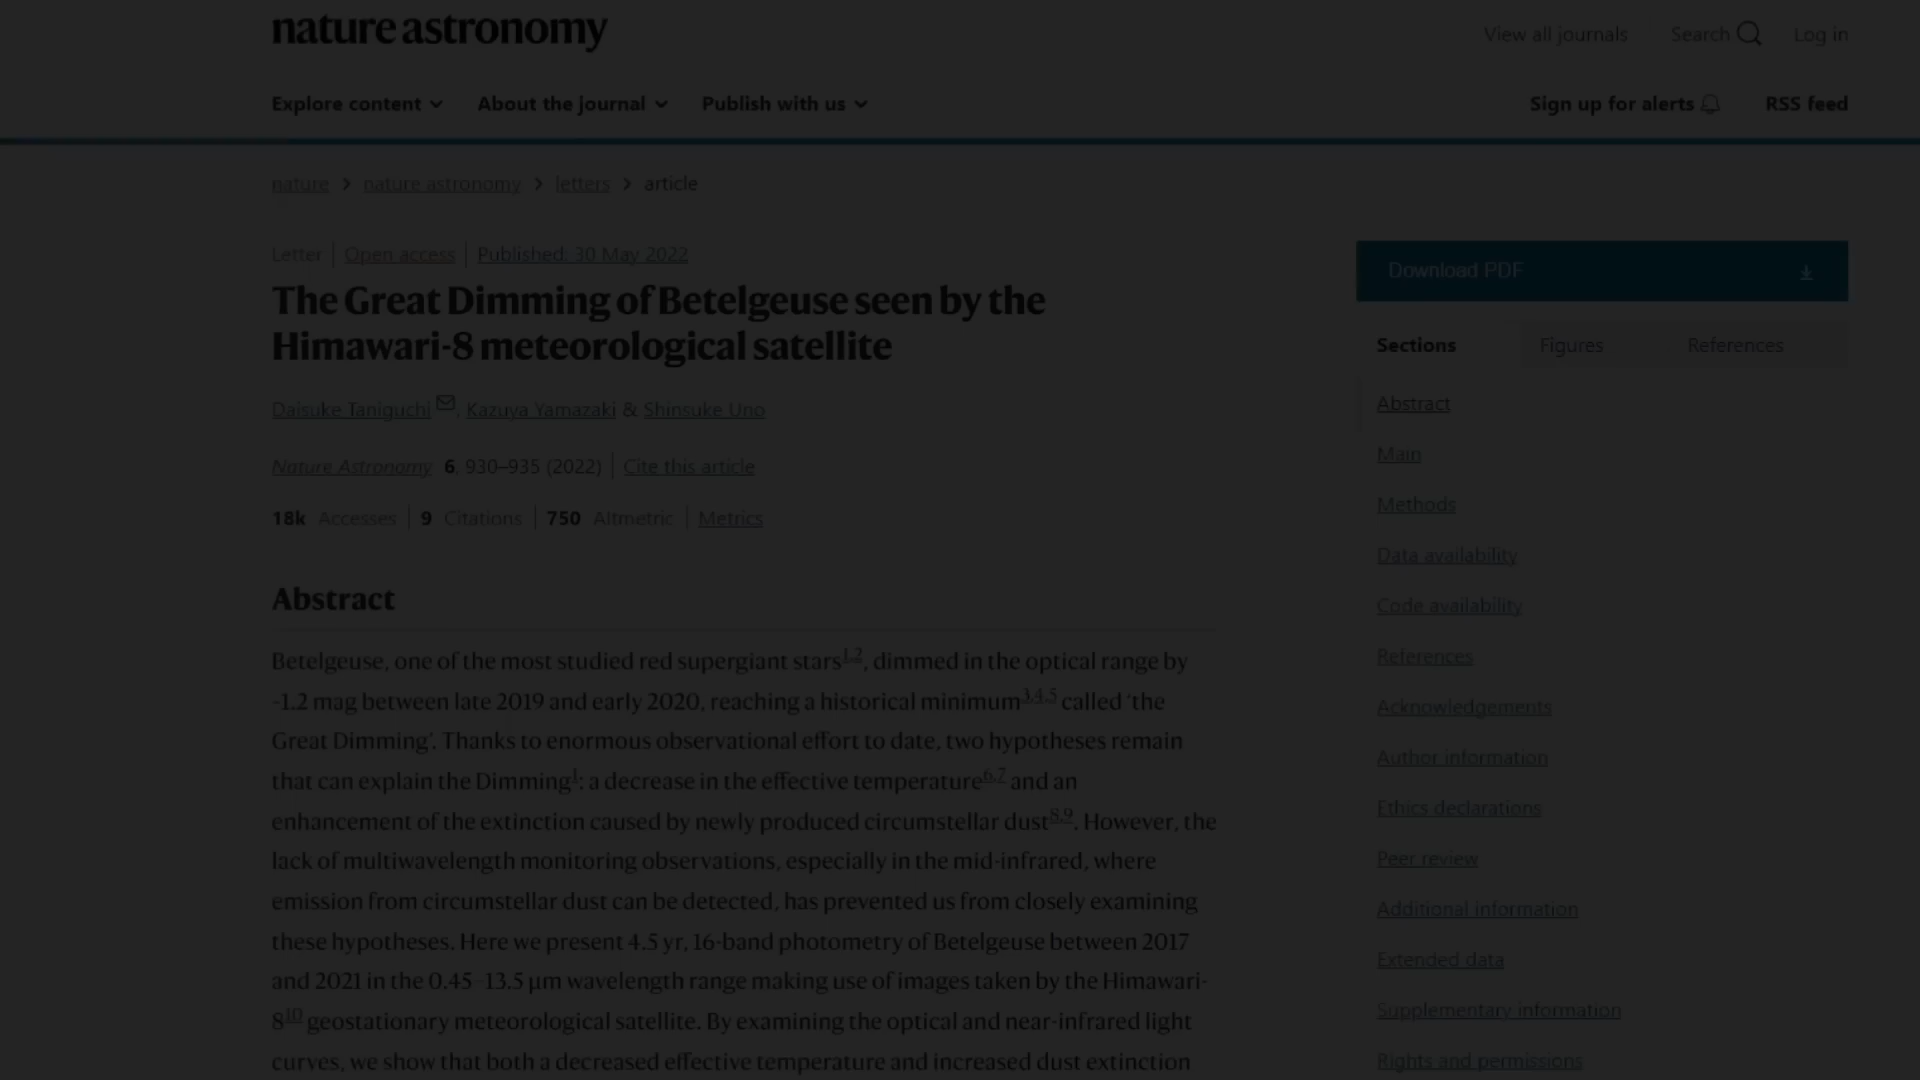 nature astronomy
View all journals Search Log in
Explore content About the journal Publish with us
Sign up for alerts RSS feed
nature > nature astronomy > letters > article
Letter | Open access | Published: 30 May 2022
The Great Dimming of Betelgeuse seen by the
Himawari-8 meteorological satellite
Daisuke Taniguchi, Kazuya Yamazaki & Shinsuke Uno
Nature Astronomy 6, 930–935 (2022) | Cite this article
18k Accesses | 9 Citations | 750 Altmetric | Metrics
Abstract
Betelgeuse, one of the most studied red supergiant stars1,2, dimmed in the optical range by
~1.2 mag between late 2019 and early 2020, reaching a historical minimum3,4,5 called ‘the
Great Dimming’. Thanks to enormous observational effort to date, two hypotheses remain
that can explain the Dimming1: a decrease in the effective temperature6,7 and an
enhancement of the extinction caused by newly produced circumstellar dust8,9. However, the
lack of multiwavelength monitoring observations, especially in the mid-infrared, where
emission from circumstellar dust can be detected, has prevented us from closely examining
these hypotheses. Here we present 4.5 yr, 16-band photometry of Betelgeuse between 2017
and 2021 in the 0.45–13.5 μm wavelength range making use of images taken by the Himawari-
810 geostationary meteorological satellite. By examining the optical and near-infrared light
curves, we show that both a decreased effective temperature and increased dust extinction
Download PDF
Sections Figures References
Abstract
Main
Methods
Data availability
Code availability
References
Acknowledgements
Author information
Ethics declarations
Peer review
Additional information
Extended data
Supplementary information
Rights and permissions